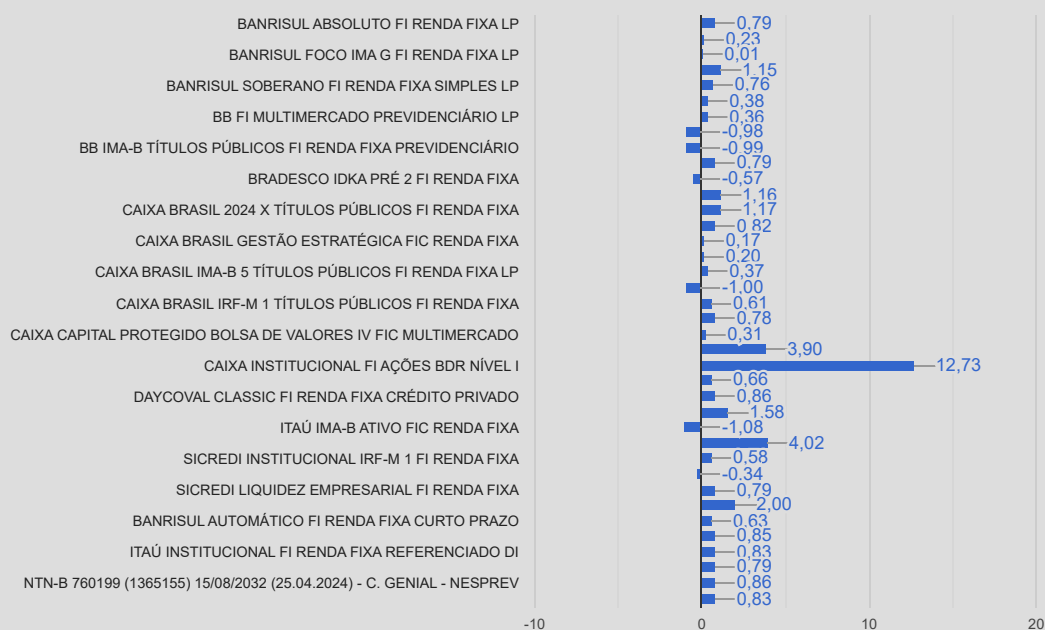 BANRISUL ABSOLUTO FI RENDA FIXA LP 0,79
0,23
BANRISUL FOCO IMA G FI RENDA FIXA LP 0,01
1,15
BANRISUL SOBERANO FI RENDA FIXA SIMPLES LP 0,76
0,38
BB FI MULTIMERCADO PREVIDENCIÁRIO LP 0,36
-0,98
BB IMA-B TÍTULOS PÚBLICOS FI RENDA FIXA PREVIDENCIÁRIO -0,99
0,79
BRADESCO IDKA PRÉ 2 FI RENDA FIXA -0,57
1,16
CAIXA BRASIL 2024 X TÍTULOS PÚBLICOS FI RENDA FIXA 1,17
0,82
CAIXA BRASIL GESTÃO ESTRATÉGICA FIC RENDA FIXA 0,17
0,20
CAIXA BRASIL IMA-B 5 TÍTULOS PÚBLICOS FI RENDA FIXA LP 0,37
-1,00
CAIXA BRASIL IRF-M 1 TÍTULOS PÚBLICOS FI RENDA FIXA 0,61
0,78
CAIXA CAPITAL PROTEGIDO BOLSA DE VALORES IV FIC MULTIMERCADO 0,31
3,90
CAIXA INSTITUCIONAL FI AÇÕES BDR NÍVEL I 12,73
0,66
DAYCOVAL CLASSIC FI RENDA FIXA CRÉDITO PRIVADO 0,86
1,58
ITAÚ IMA-B ATIVO FIC RENDA FIXA -1,08
4,02
SICREDI INSTITUCIONAL IRF-M 1 FI RENDA FIXA 0,58
-0,34
SICREDI LIQUIDEZ EMPRESARIAL FI RENDA FIXA 0,79
2,00
BANRISUL AUTOMÁTICO FI RENDA FIXA CURTO PRAZO 0,63
0,85
ITAÚ INSTITUCIONAL FI RENDA FIXA REFERENCIADO DI 0,83
0,79
NTN-B 760199 (1365155) 15/08/2032 (25.04.2024) - C. GENIAL - NESPREV 0,86
0,83
-10 0 10 20